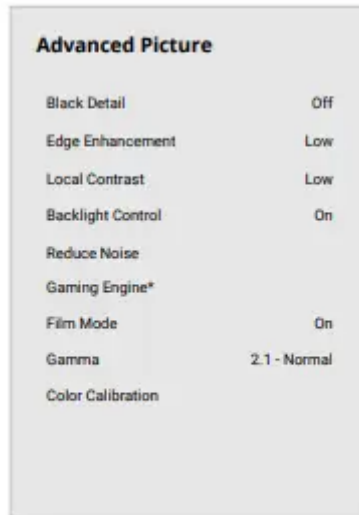 Advanced Picture
Black Detail Off
Edge Enhancement Low
Local Contrast Low
Backlight Control On
Reduce Noise
Gaming Engine*
Film Mode On
Gamma 2.1 - Normal
Color Calibration